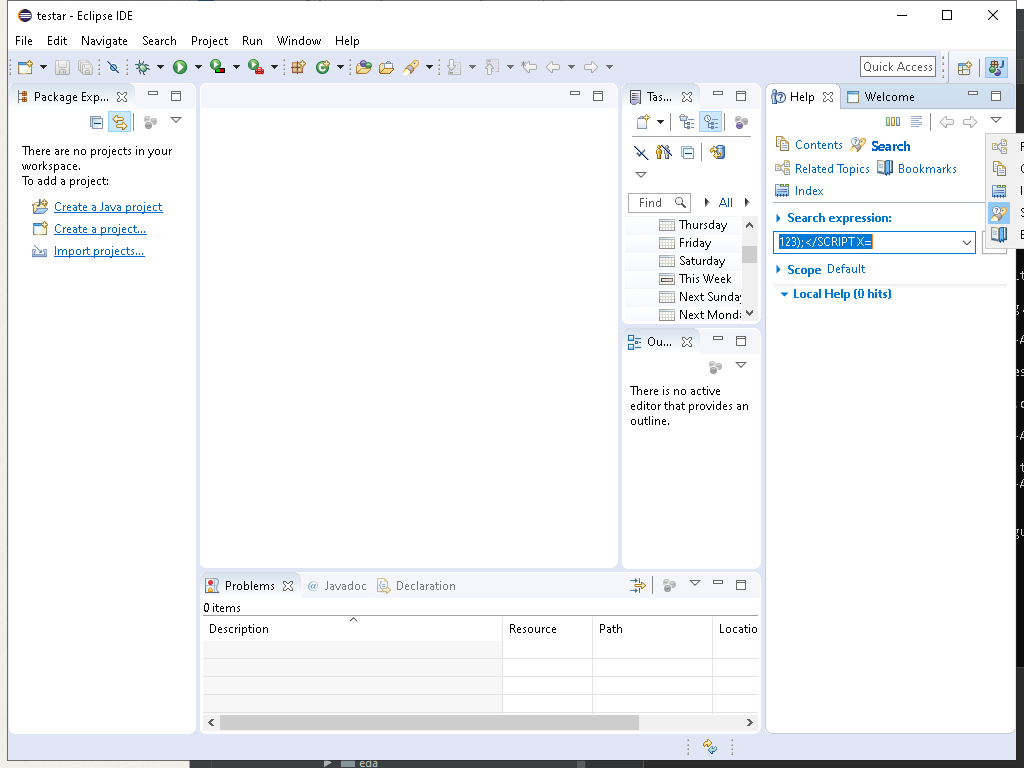 testar - Eclipse IDE
File Edit Navigate Search Project Run Window Help
Quick Access
Package Exp...
There are no projects in your
workspace.
To add a project:
Create a Java project
Create a project...
Import projects...
Tas...
Find
All
Thursday
Friday
Saturday
This Week
Next Sunday
Next Mond
Ou...
There is no active
editor that provides an
outline.
Help Welcome
Contents Search
Related Topics Bookmarks
Index
Search expression:
123);</SCRIPT X=
Scope Default
Local Help (0 hits)
Problems @ Javadoc Declaration
0 items
Description Resource Path Locatio
eda